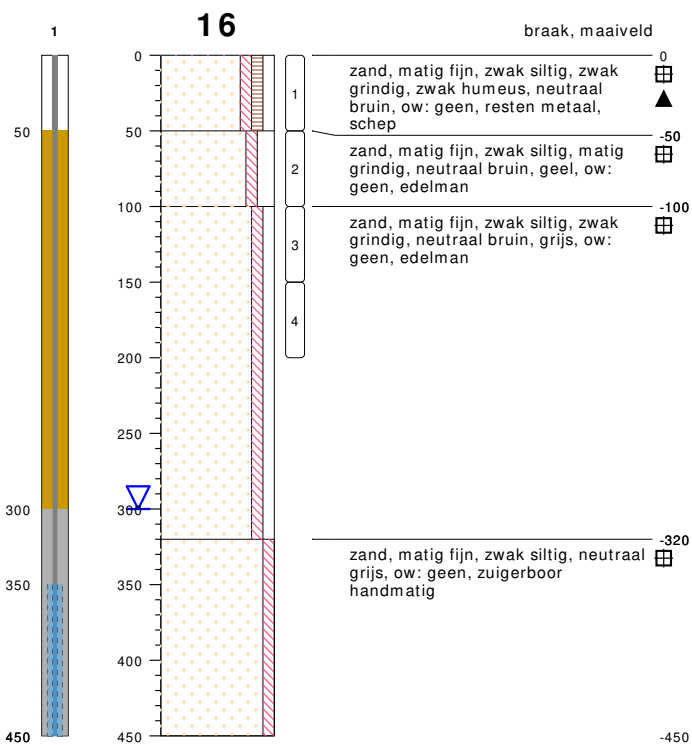 16
1
braak, maaiveld
0
0
zand, matig fijn, zwak siltig, zwak
grindig, zwak humeus, neutraal
bruin, ow: geen, resten metaal,
schep
1
50
50
-50
zand, matig fijn, zwak siltig, matig
grindig, neutraal bruin, geel, ow:
geen, edelman
2
100
-100
zand, matig fijn, zwak siltig, zwak
grindig, neutraal bruin, grijs, ow:
geen, edelman
3
150
4
200
250
300
300
-320
zand, matig fijn, zwak siltig, neutraal
grijs, ow: geen, zuigerboor
handmatig
350
350
400
450
450
-450